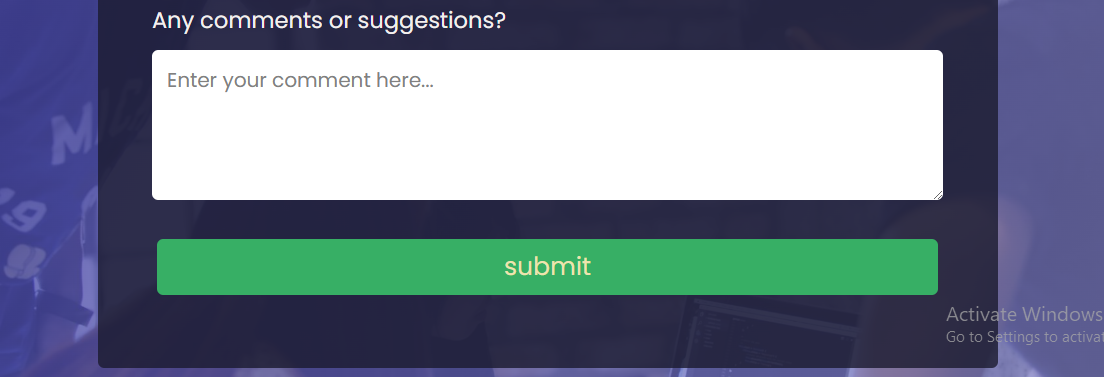 Any comments or suggestions?
Enter your comment here...
submit
Activate Windows
Go to Settings to activat